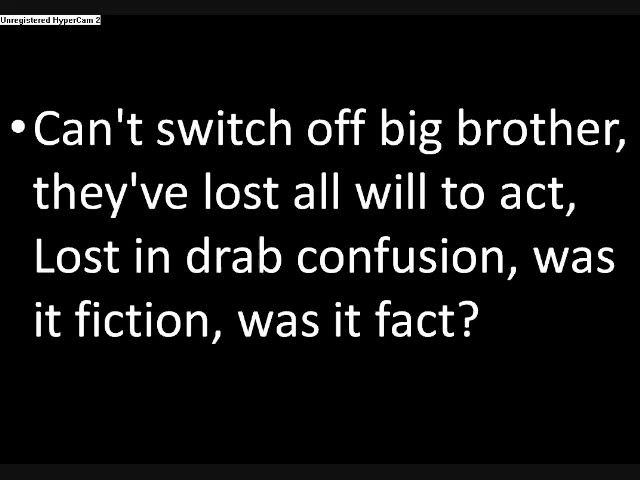 Unregistered HyperCam 2
•Can't switch off big brother,
they've lost all will to act,
Lost in drab confusion, was
it fiction, was it fact?